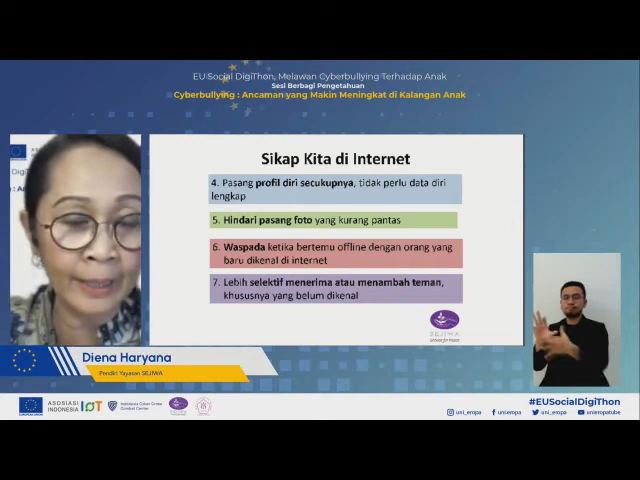 EU Social DigiThon, Melawan Cyberbullying Terhadap Anak
Sesi Berbagi Pengetahuan
Cyberbullying : Ancaman yang Makin Meningkat di Kalangan Anak
Sikap Kita di Internet
4. Pasang profil diri secukupnya, tidak perlu data diri
lengkap
5. Hindari pasang foto yang kurang pantas
6. Waspada ketika bertemu offline dengan orang yang
baru dikenal di internet
7. Lebih selektif menerima atau menambah teman,
khususnya yang belum dikenal
SEJIWA
Diena Haryana
Pendiri Yayasan SEJIWA
ASOSIASI
INDONESIA IOT
#EUSocialDigiThon
uni_eropa
uni.eropa
uni_eropa
unieropatube